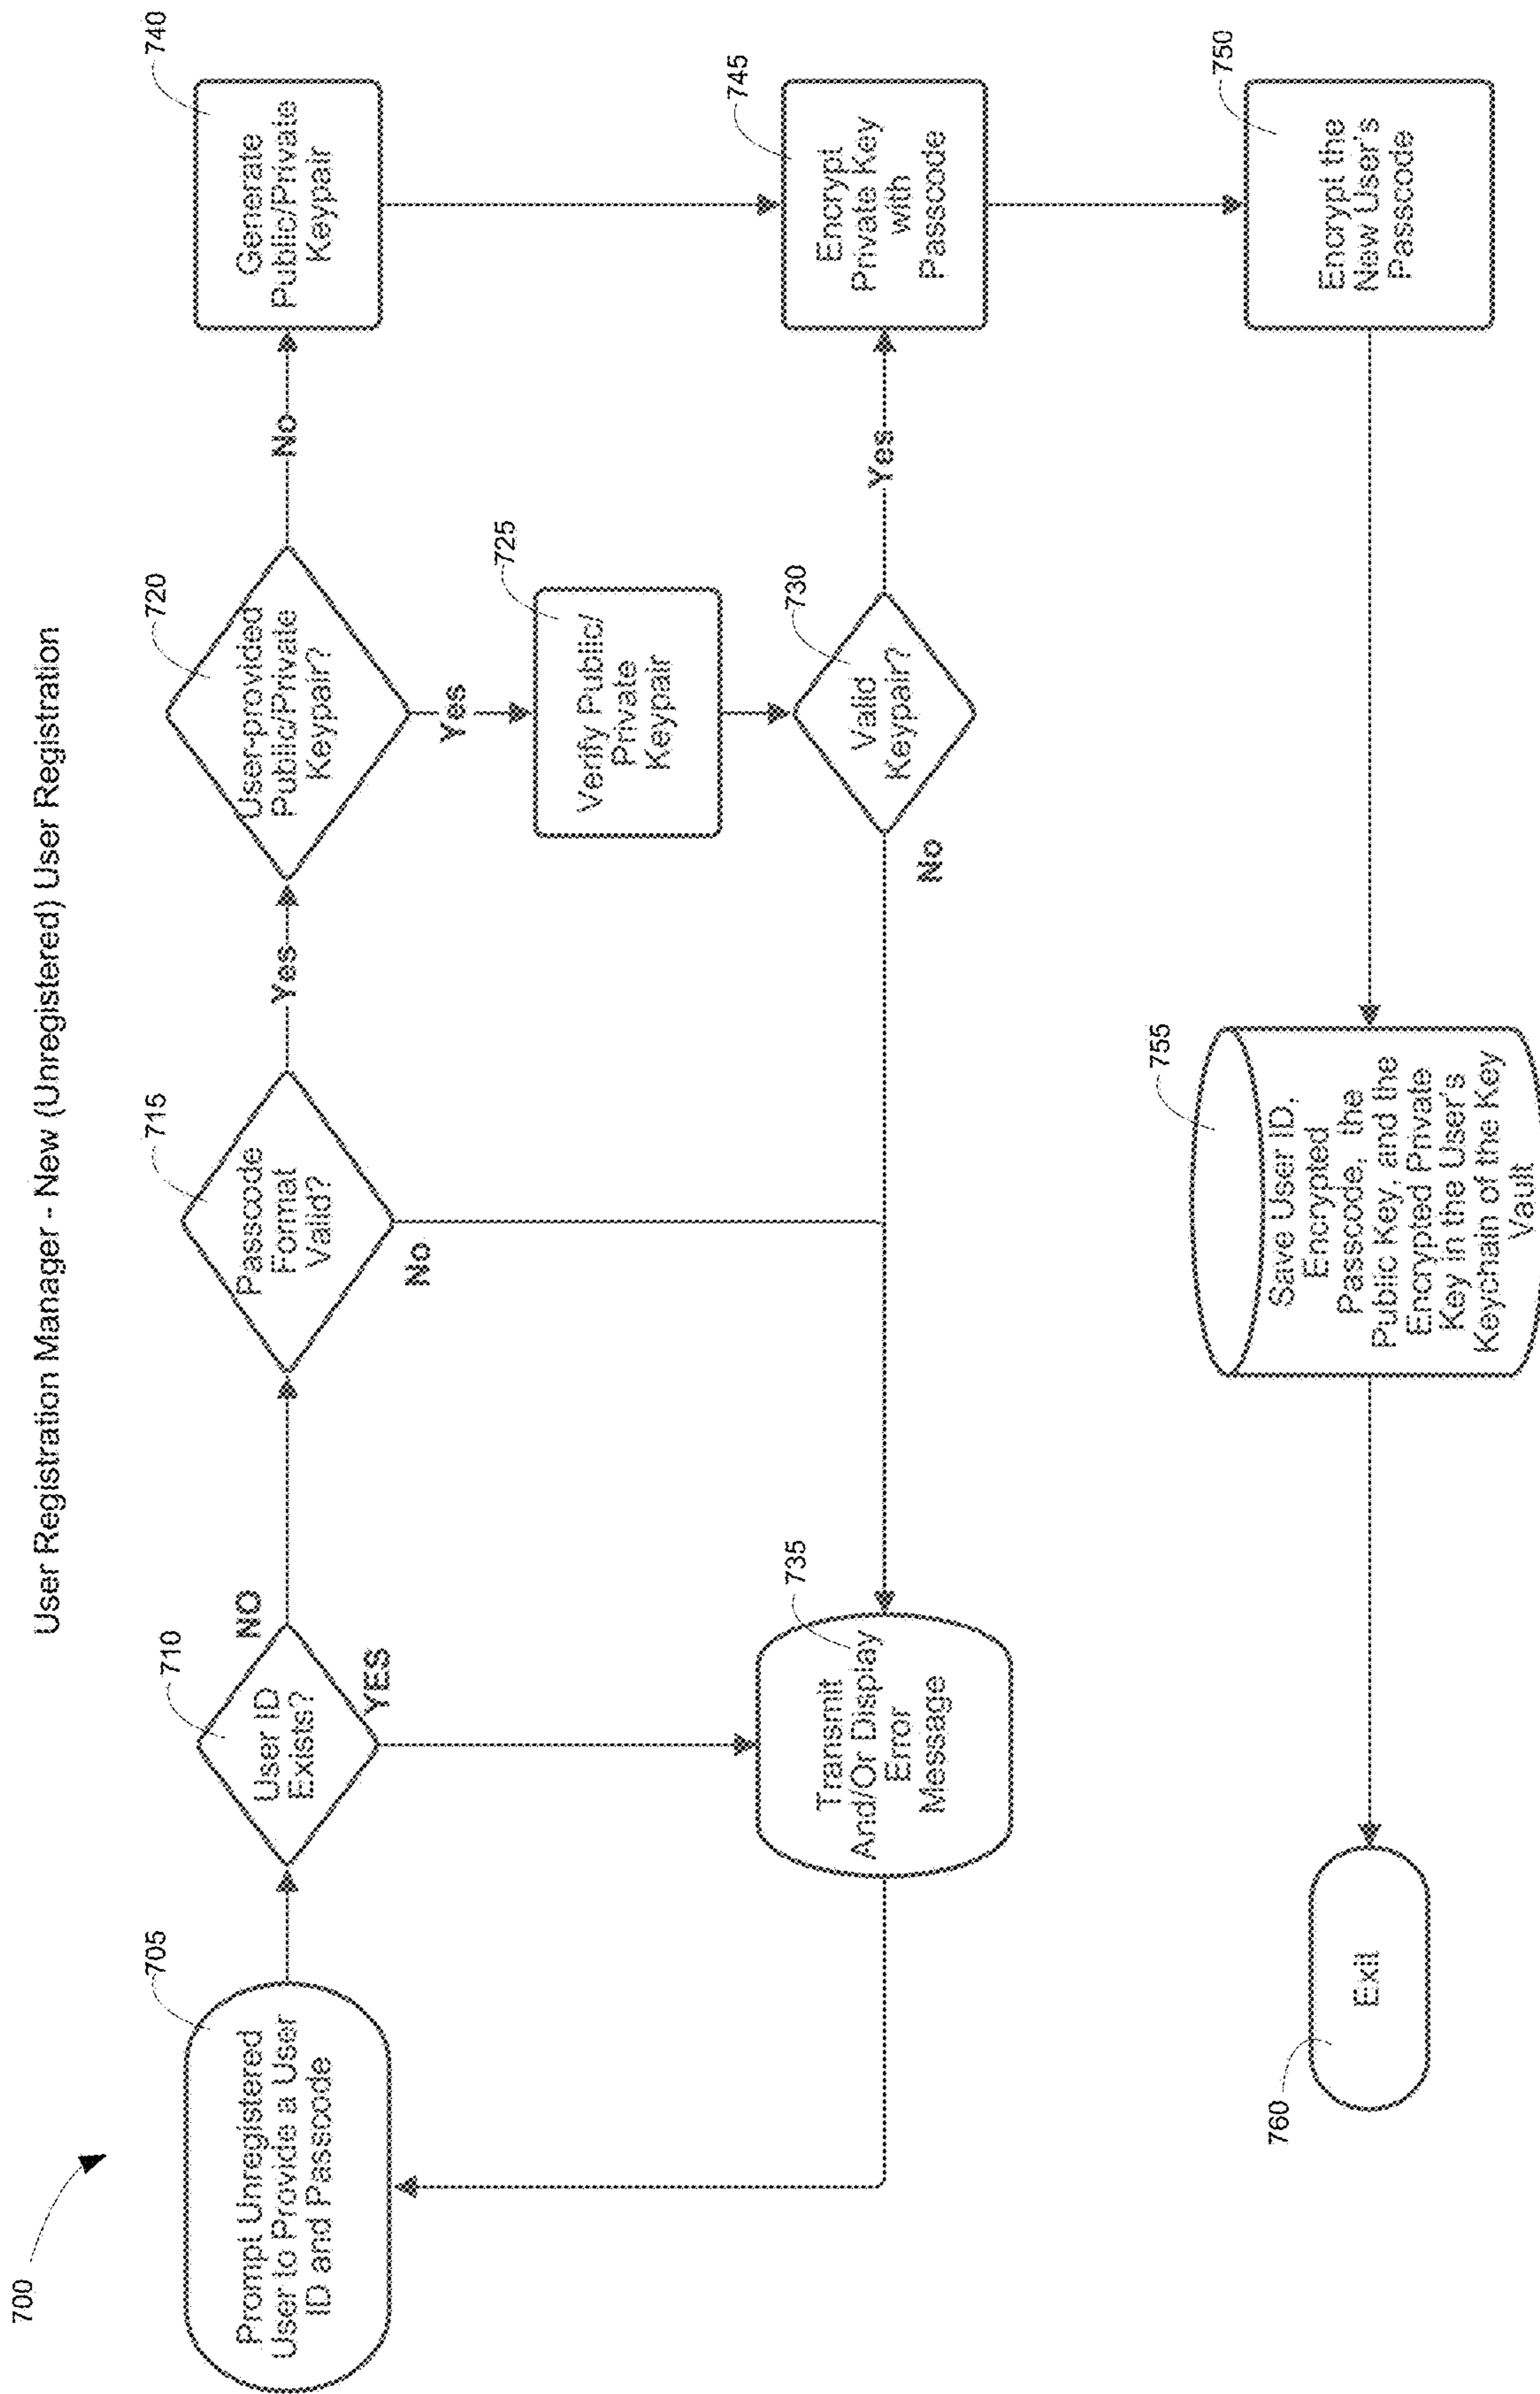 User Registration Manager - New (Unregistered) User Registration
700
705
Prompt Unregistered
User to Provide a User
ID and Passcode
710
User ID
Exists?
NO
YES
715
Passcode
Format
Valid?
Yes
No
720
User-provided
Public/Private
Keypair?
No
Yes
740
Generate
Public/Private
Keypair
725
Verify Public/
Private
Keypair
735
Transmit
And/Or Display
Error
Message
730
Valid
Keypair?
No
Yes
745
Encrypt
Private Key
with
Passcode
760
Exit
755
Save User ID,
Encrypted
Passcode, the
Public Key, and the
Encrypted Private
Key in the User's
Keychain of the Key
Vault
750
Encrypt the
New User's
Passcode